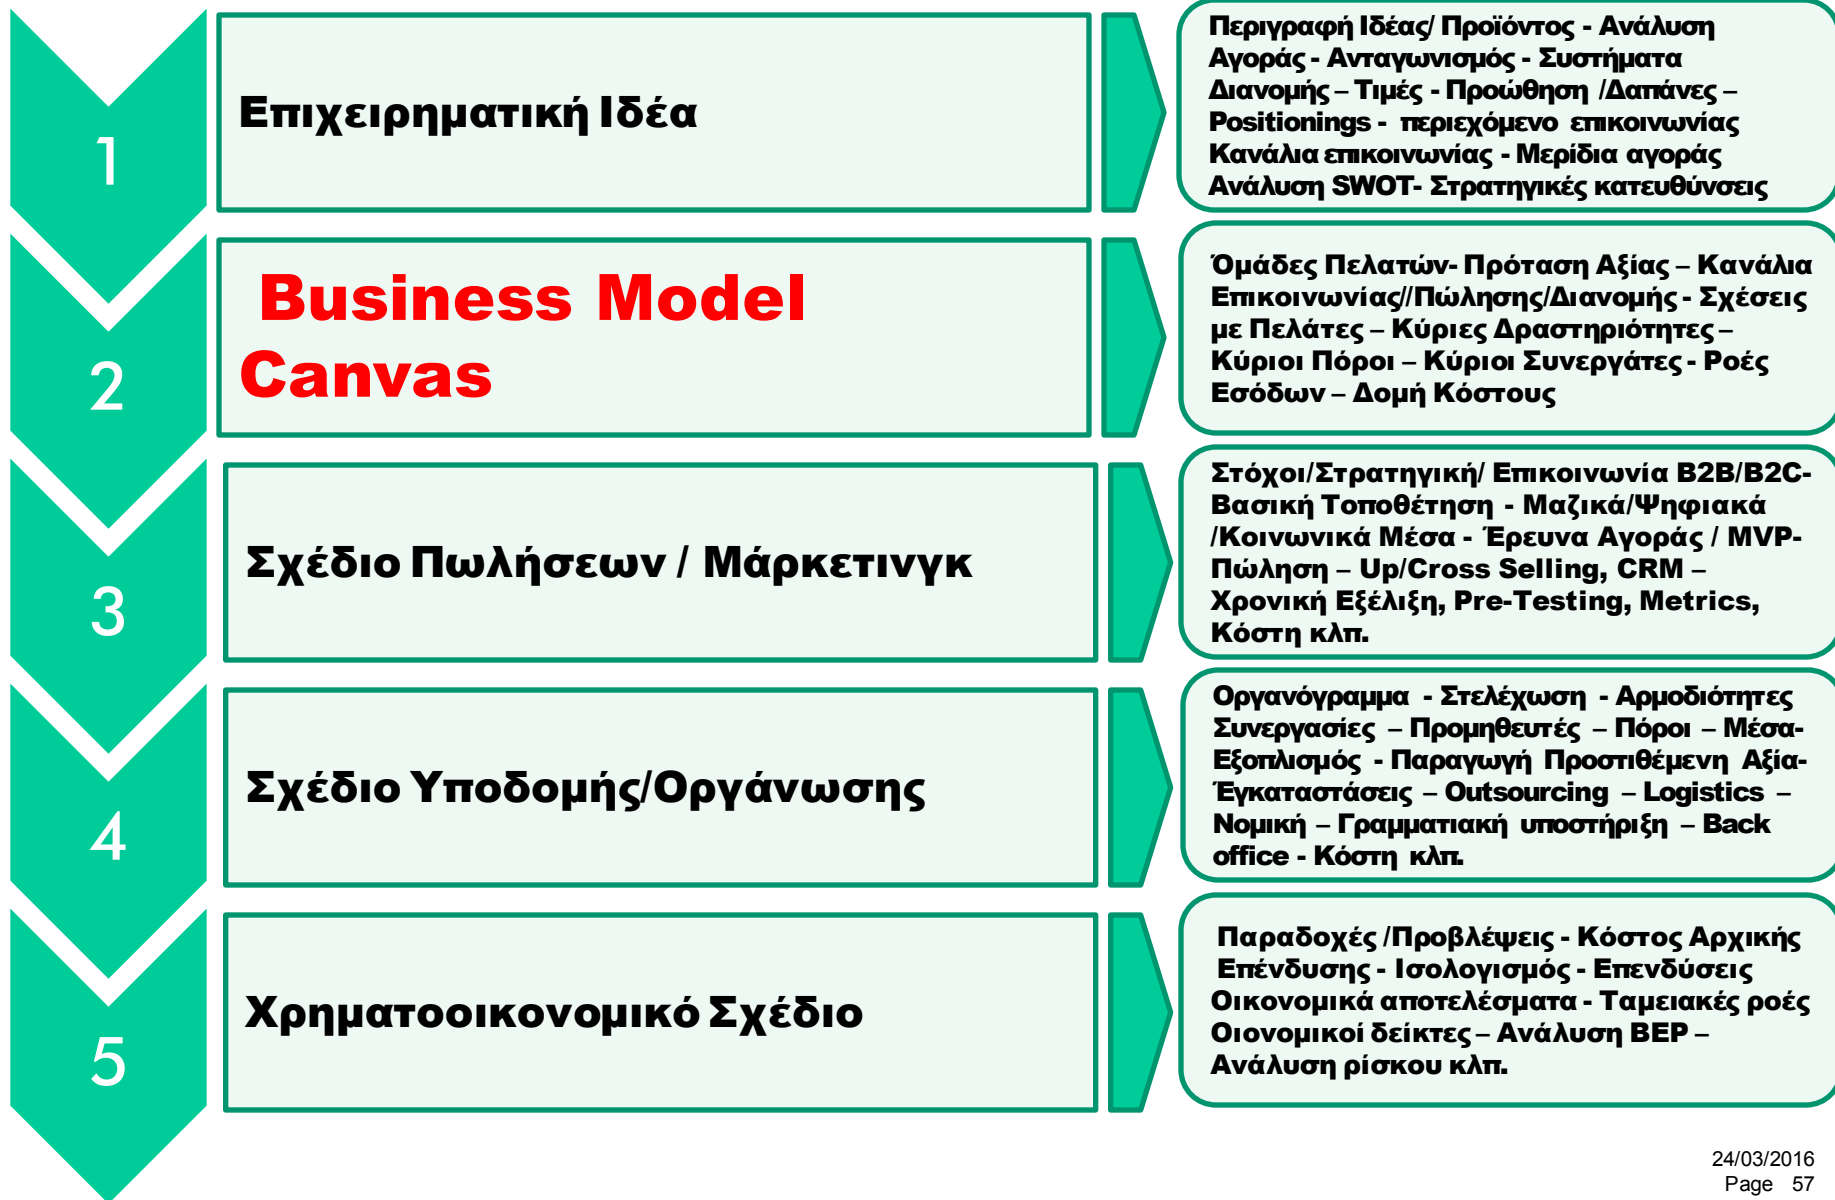 1
Επιχειρηματική Ιδέα
Περιγραφή Ιδέας/ Προϊόντος - Ανάλυση
Αγοράς - Ανταγωνισμός - Συστήματα
Διανομής – Τιμές - Προώθηση /Δαπάνες –
Positionings - περιεχόμενο επικοινωνίας
Κανάλια επικοινωνίας - Μερίδια αγοράς
Ανάλυση SWOT- Στρατηγικές κατευθύνσεις
2
Business Model
Canvas
Όμάδες Πελατών- Πρόταση Αξίας – Κανάλια
Επικοινωνίας//Πώλησης/Διανομής - Σχέσεις
με Πελάτες – Κύριες Δραστηριότητες –
Κύριοι Πόροι – Κύριοι Συνεργάτες - Ροές
Εσόδων – Δομή Κόστους
3
Σχέδιο Πωλήσεων / Μάρκετινγκ
Στόχοι/Στρατηγική/ Επικοινωνία B2B/B2C-
Βασική Τοποθέτηση - Μαζικά/Ψηφιακά
/Κοινωνικά Μέσα - Έρευνα Αγοράς / MVP-
Πώληση – Up/Cross Selling, CRM –
Χρονική Εξέλιξη, Pre-Testing, Metrics,
Κόστη κλπ.
4
Σχέδιο Υποδομής/Οργάνωσης
Οργανόγραμμα - Στελέχωση - Αρμοδιότητες
Συνεργασίες – Προμηθευτές – Πόροι – Μέσα-
Εξοπλισμός - Παραγωγή Προστιθέμενη Αξία-
Έγκαταστάσεις – Outsourcing – Logistics –
Νομική – Γραμματιακή υποστήριξη – Back
office - Κόστη κλπ.
5
Χρηματοοικονομικό Σχέδιο
Παραδοχές /Προβλέψεις - Κόστος Αρχικής
Επένδυσης - Ισολογισμός - Επενδύσεις
Οικονομικά αποτελέσματα - Ταμειακές ροές
Οιονομικοί δείκτες – Ανάλυση BEP –
Ανάλυση ρίσκου κλπ.
24/03/2016
Page 57